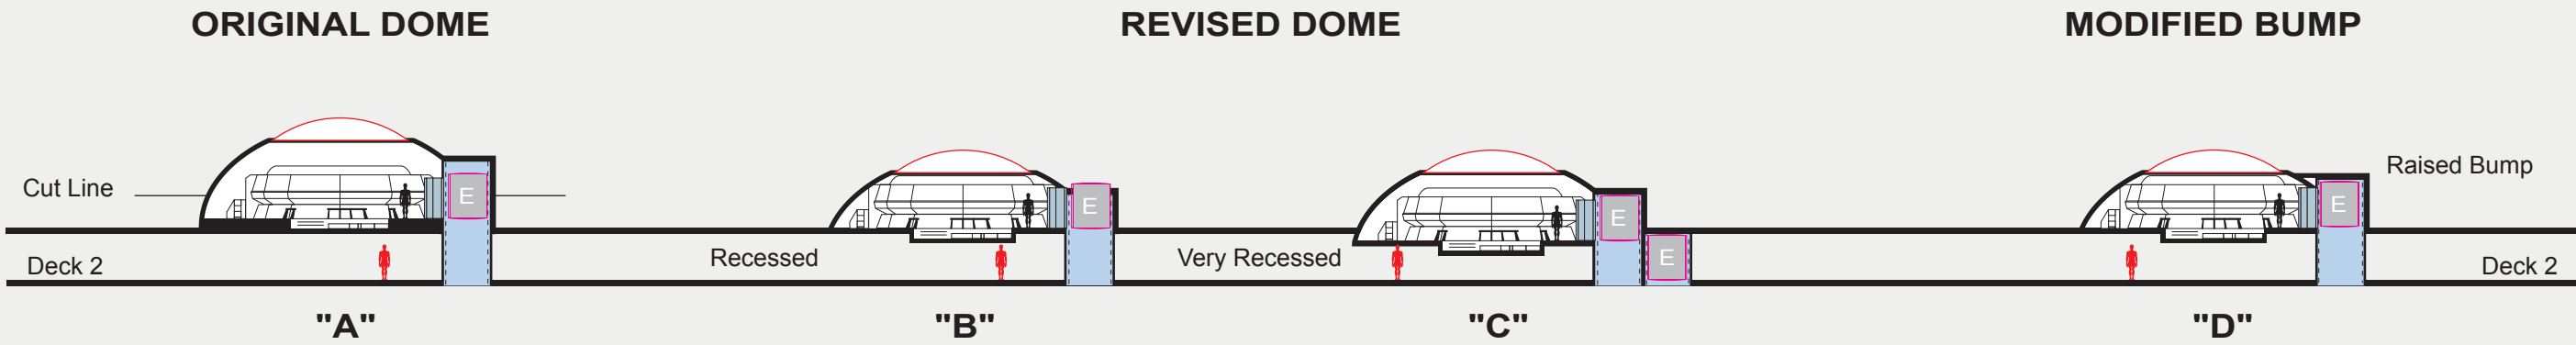 ORIGINAL DOME
REVISED DOME
MODIFIED BUMP
Cut Line
E
E
E
E
Raised Bump
Deck 2
Recessed
Very Recessed
E
Deck 2
"A"
"B"
"C"
"D"